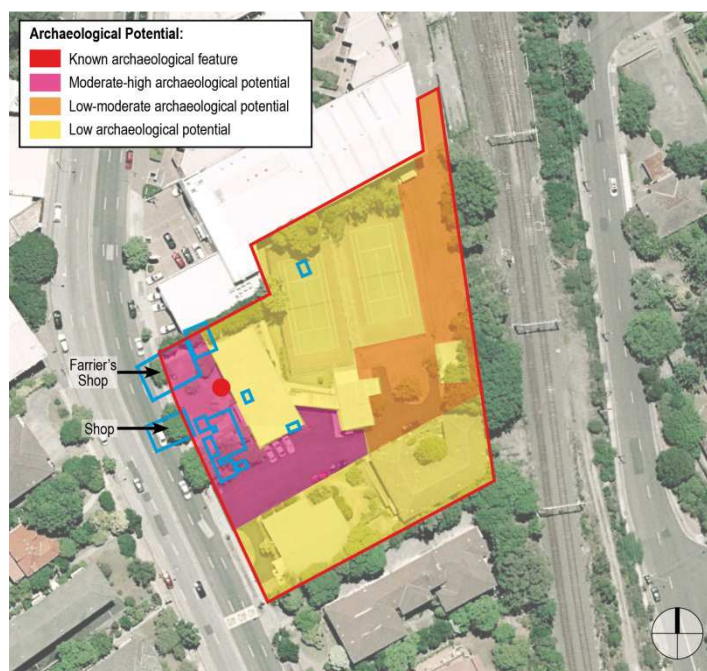 Archaeological Potential:
Known archaeological feature
Moderate-high archaeological potential
Low-moderate archaeological potential
Low archaeological potential
Farrier's
Shop
Shop